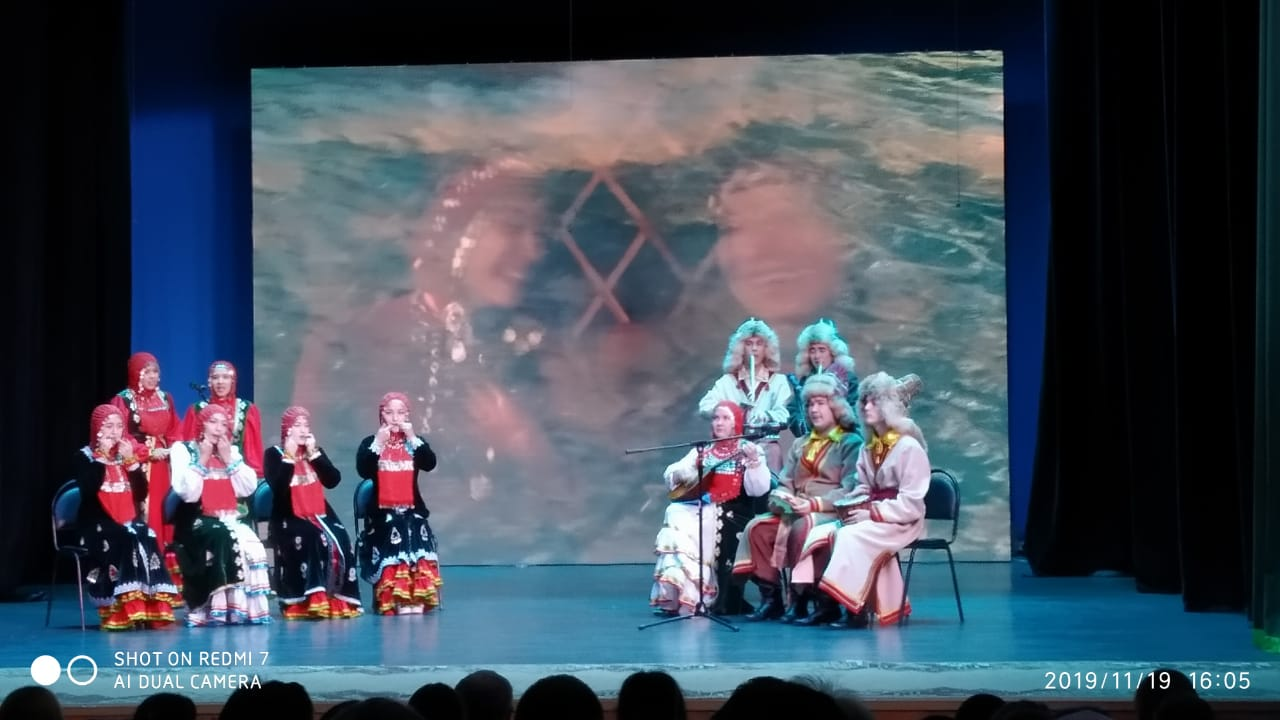 SHOT ON REDMI 7
AI DUAL CAMERA
2019/11/19 16:05